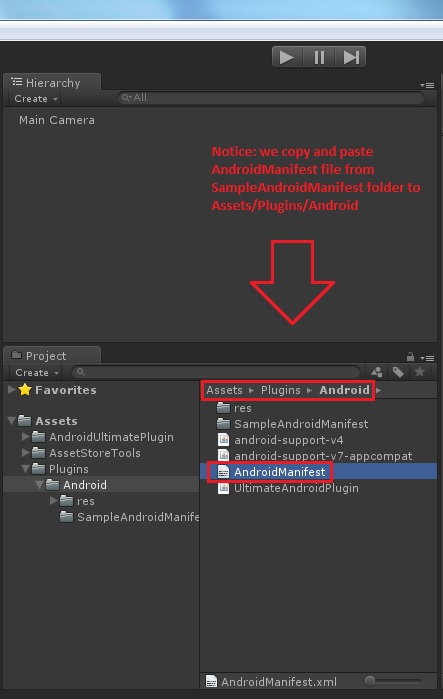 Hierarchy
Create
All
Main Camera
Notice: we copy and paste
AndroidManifest file from
SampleAndroidManifest folder to
Assets/Plugins/Android
Project
Create
Favorites
Assets
AndroidUltimatePlugin
AssetStoreTools
Plugins
Android
res
SampleAndroidManife
Assets Plugins Android
res
SampleAndroidManifest
android-support-v4
android-support-v7-appcompat
AndroidManifest
UltimateAndroidPlugin
AndroidManifest.xml